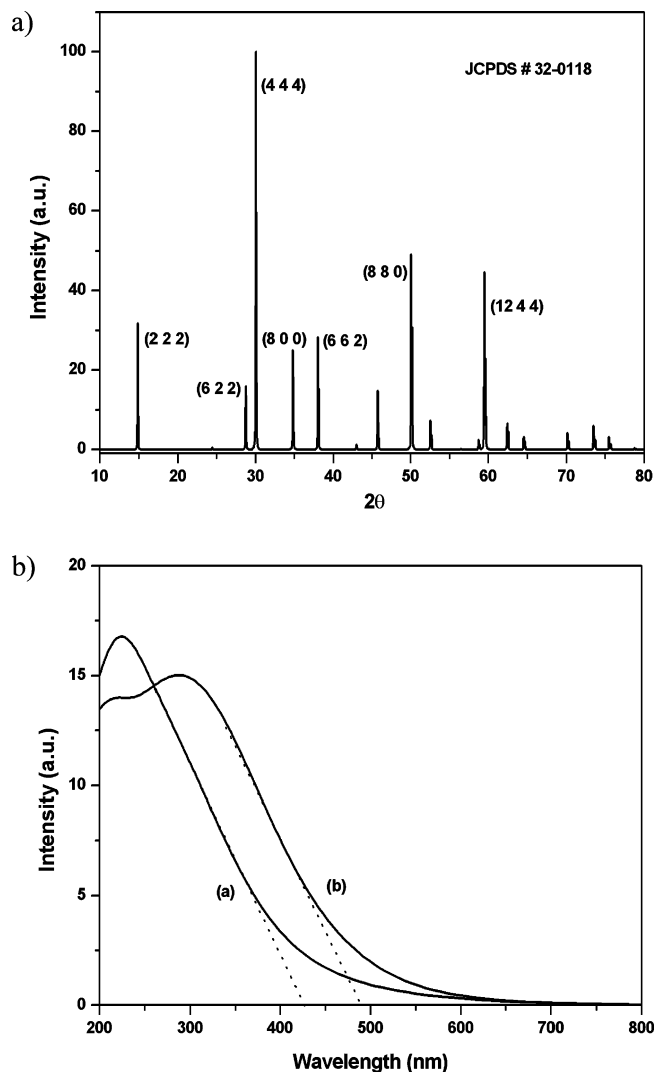 a)
JCPDS # 32-0118
Intensity (a.u.)
100
80
60
40
20
0
(4 4 4)
(2 2 2)
(6 2 2)
(8 0 0)
(6 6 2)
(8 8 0)
(12 4 4)
10 20 30 40 50 60 70 80
2θ
b)
Intensity (a.u.)
20
15
10
5
0
(a)
(b)
200 300 400 500 600 700 800
Wavelength (nm)